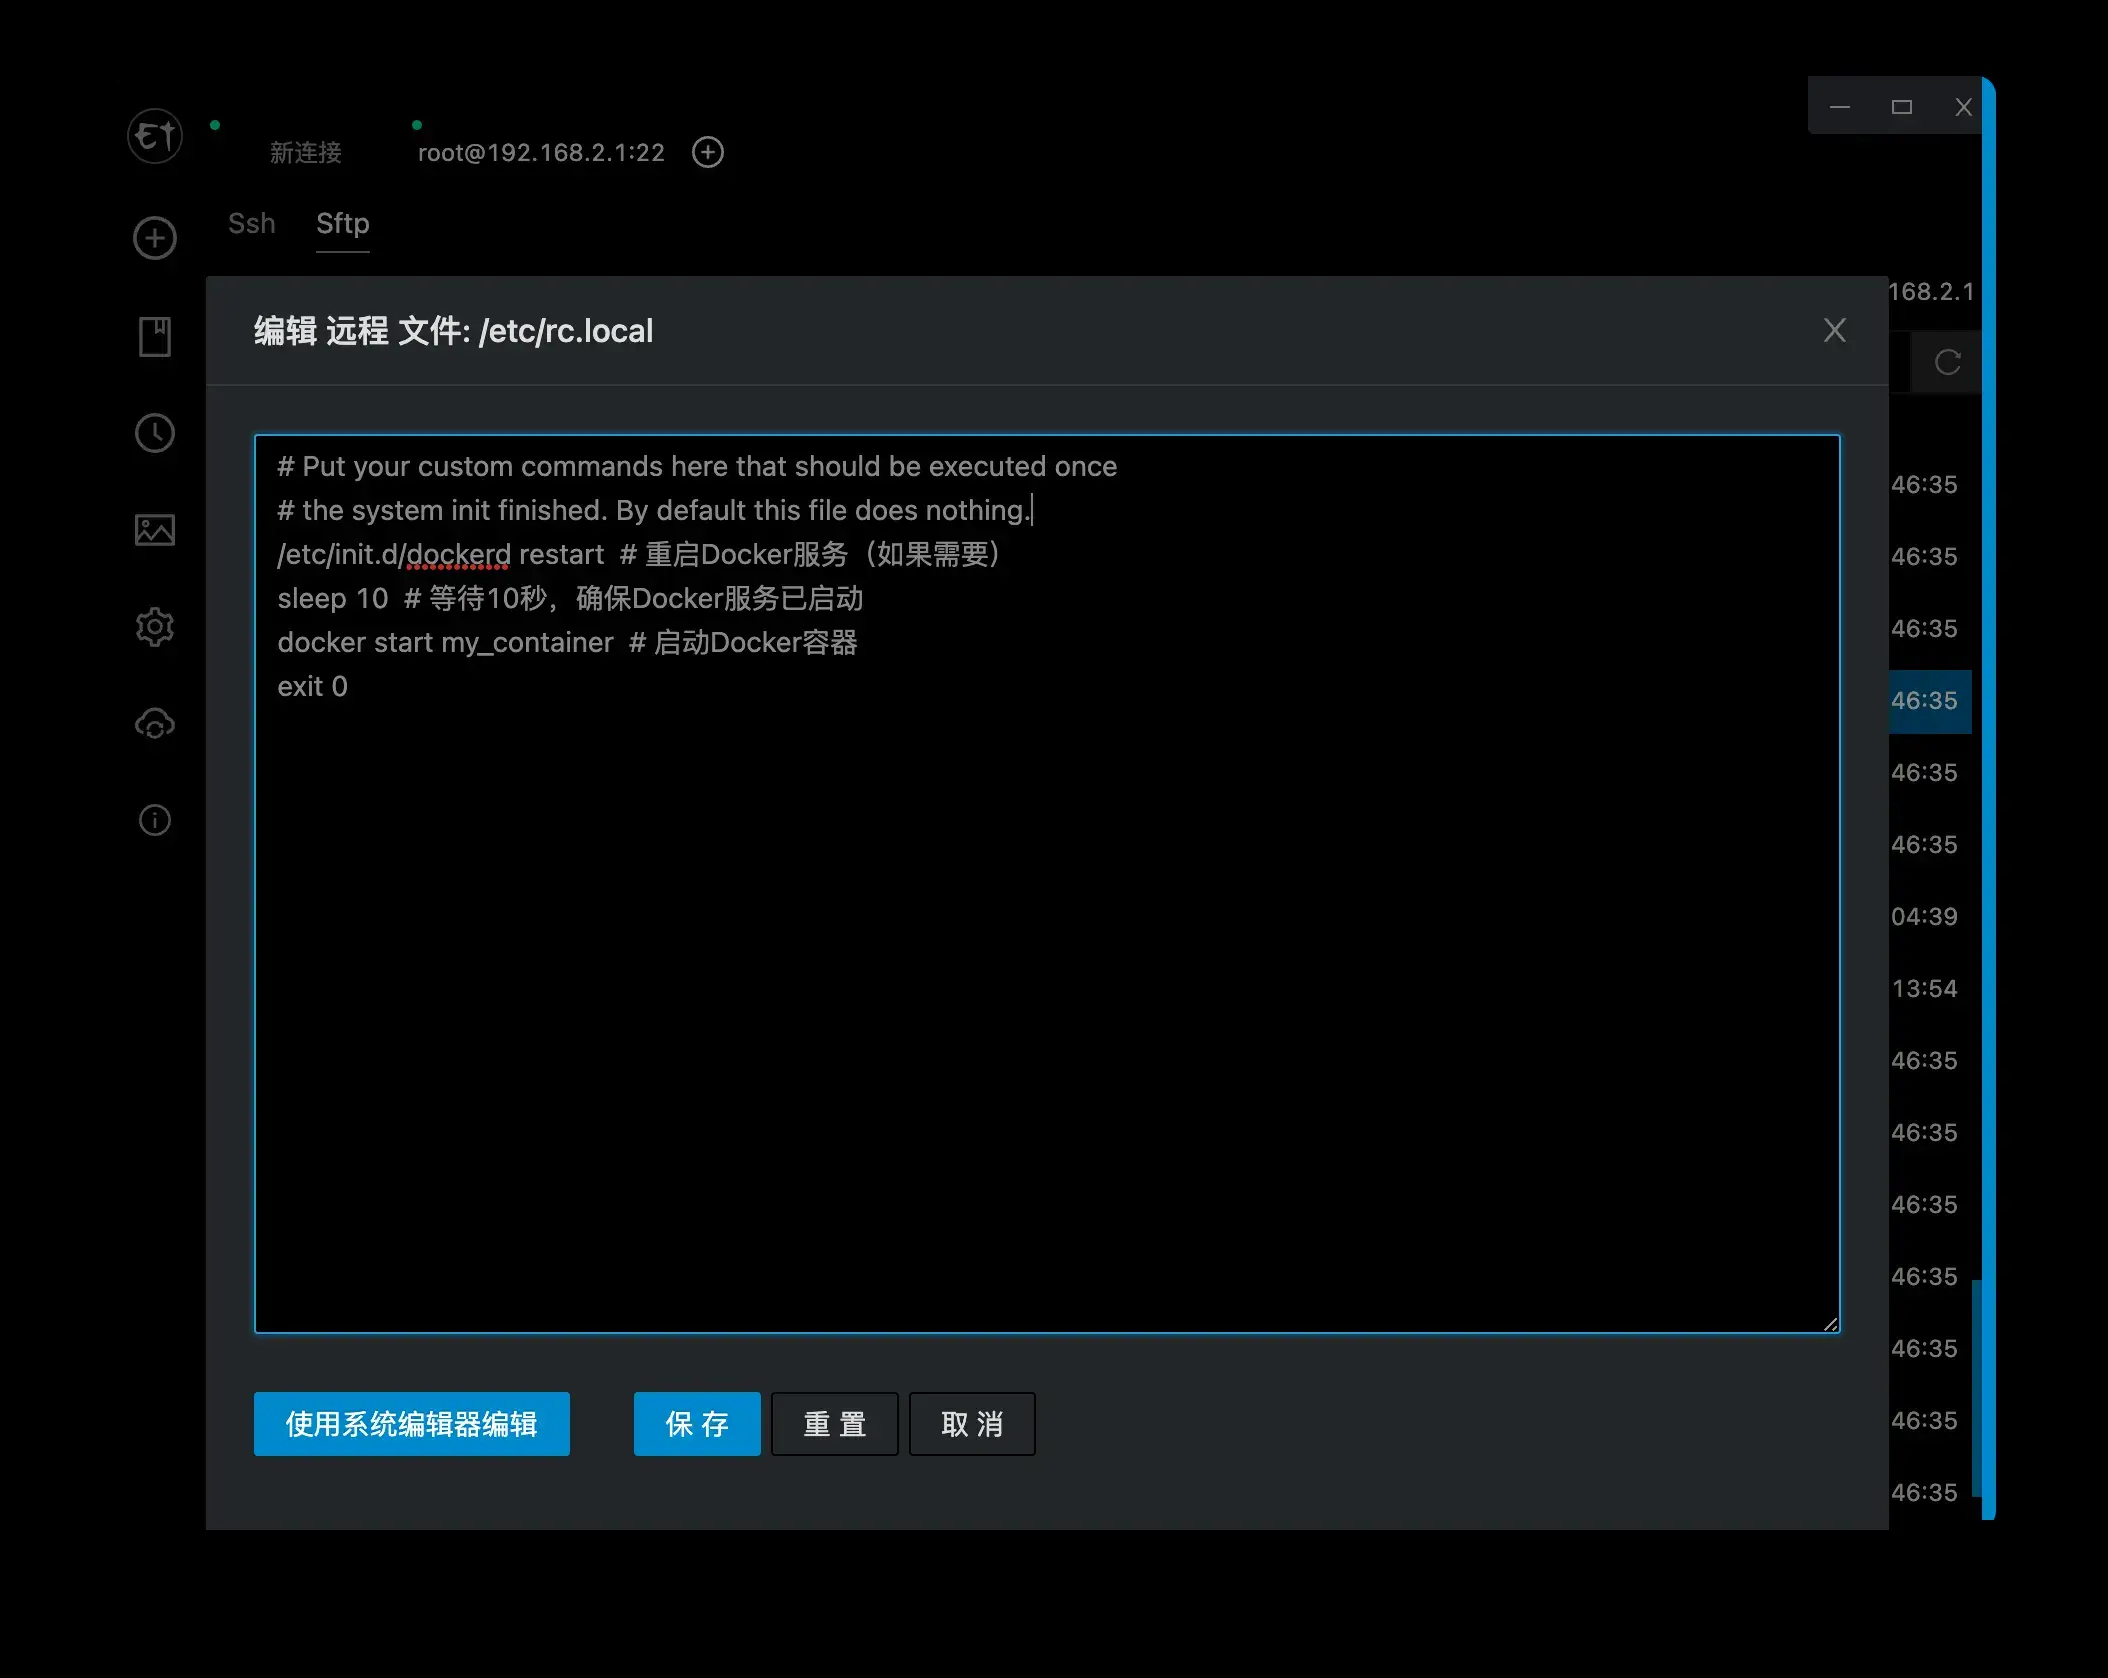 新连接
root@192.168.2.1:22
Ssh Sftp
168.2.1
编辑 远程 文件: /etc/rc.local
# Put your custom commands here that should be executed once
# the system init finished. By default this file does nothing.
/etc/init.d/dockerd restart  # 重启Docker服务（如果需要）
sleep 10  # 等待10秒，确保Docker服务已启动
docker start my_container  # 启动Docker容器
exit 0
46:35
46:35
46:35
46:35
46:35
46:35
04:39
13:54
46:35
46:35
46:35
46:35
46:35
46:35
46:35
使用系统编辑器编辑 保 存 重 置 取 消